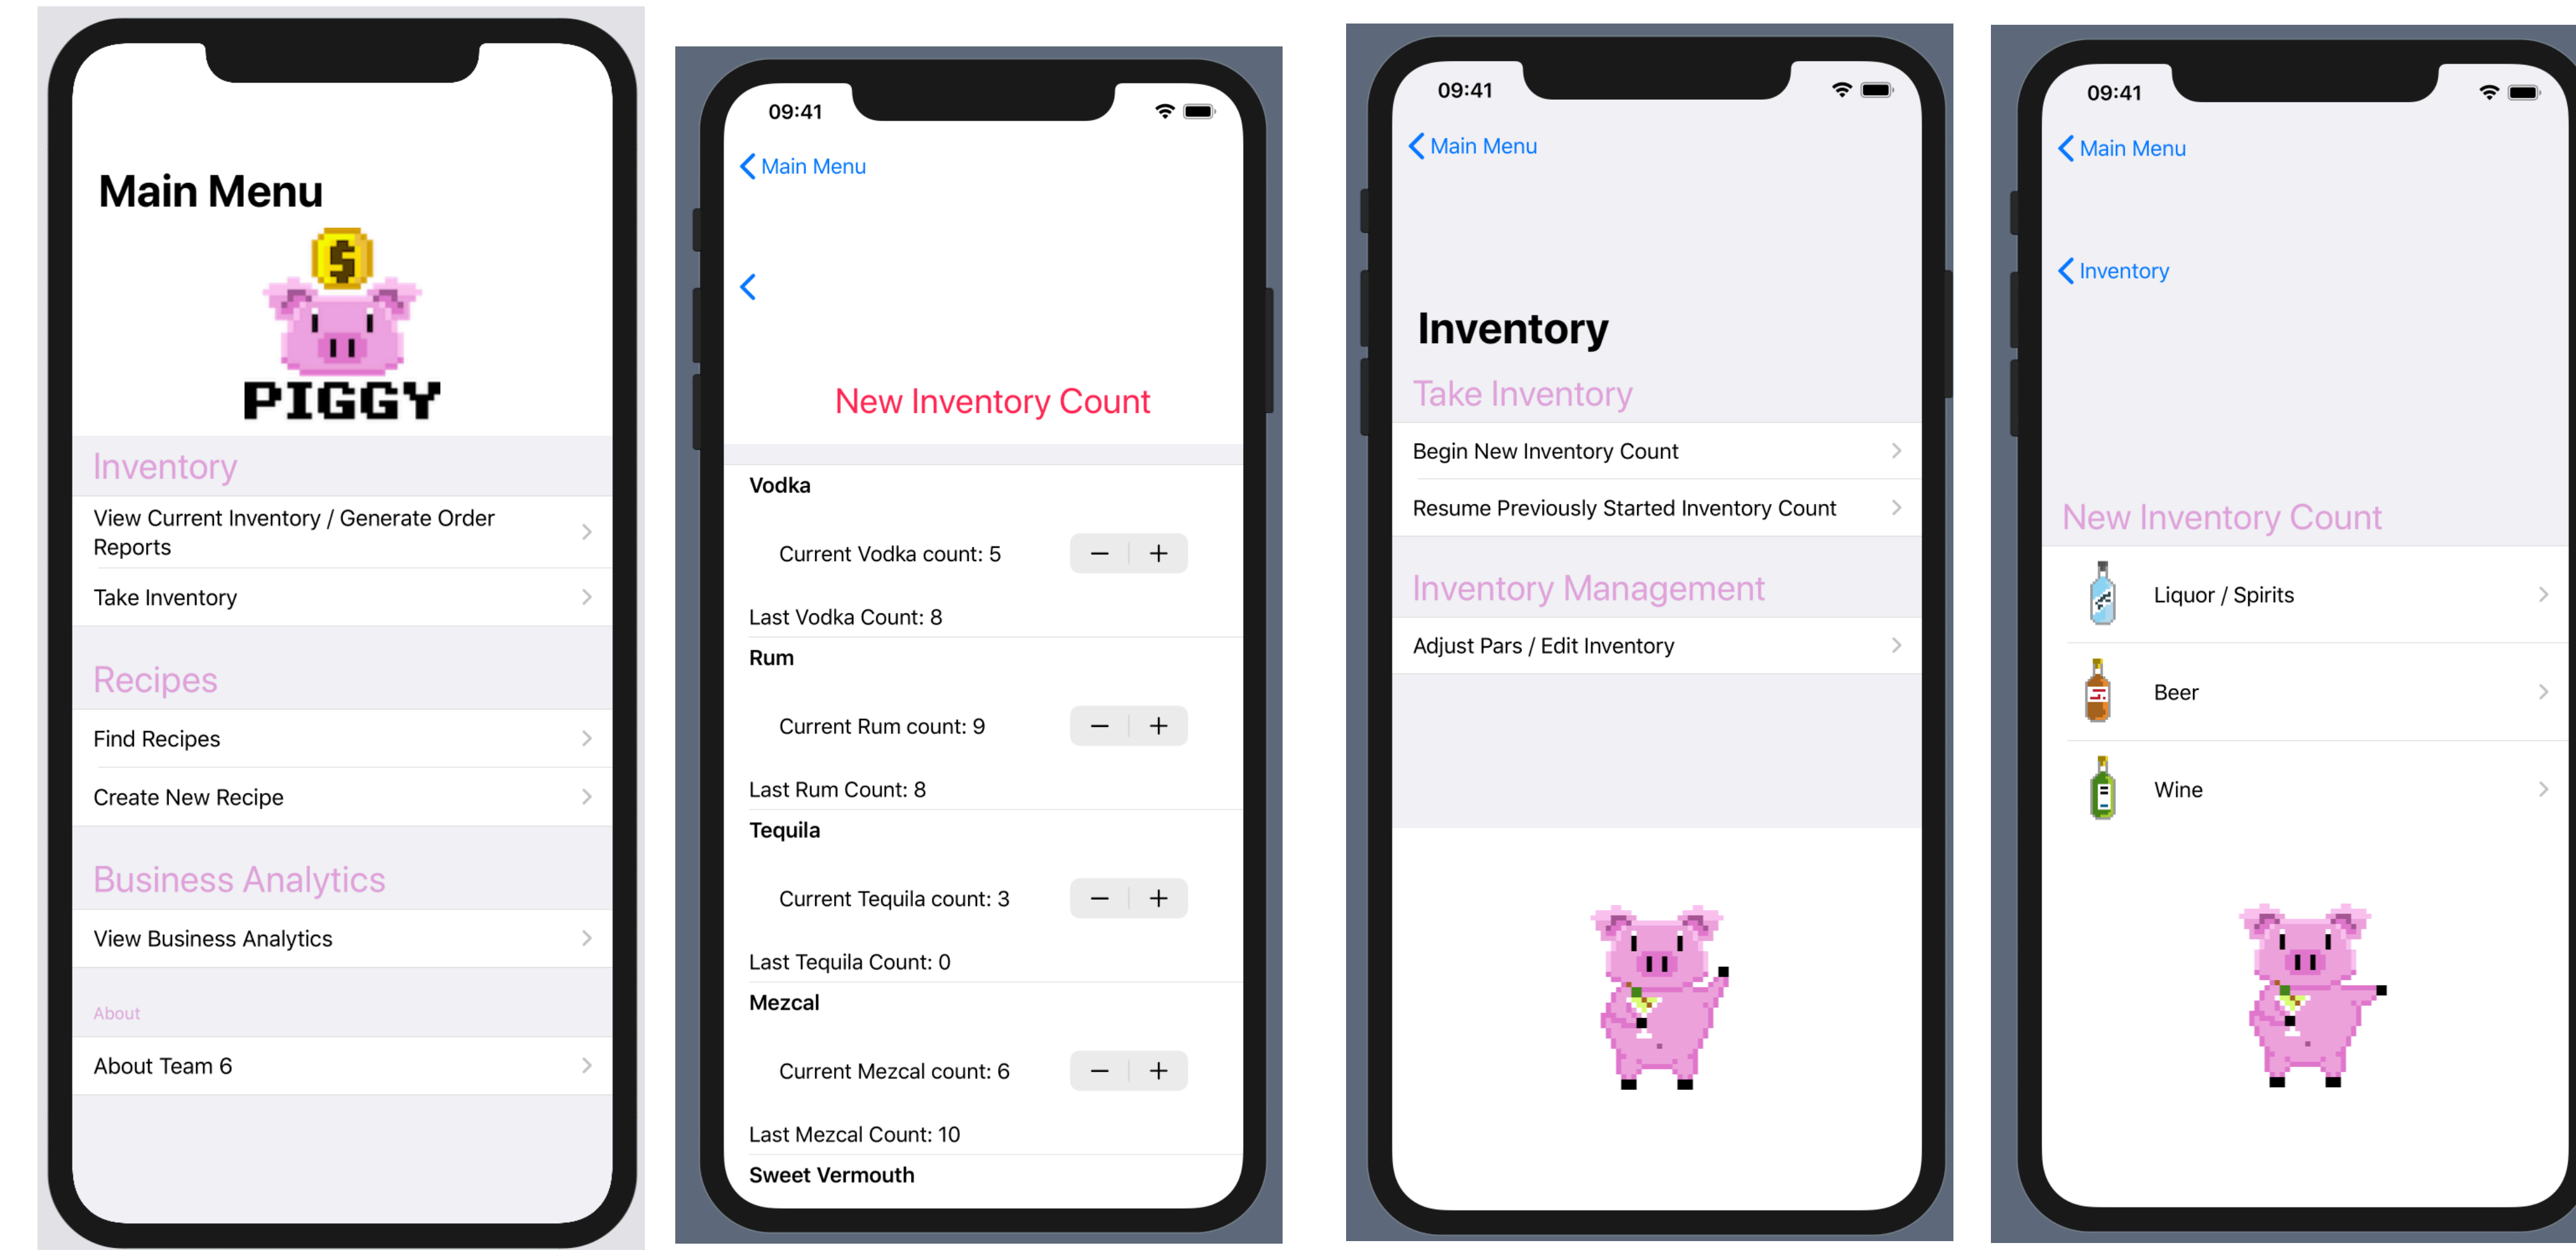 Main Menu
$
PIGGY
Inventory
View Current Inventory / Generate Order
Reports
Take Inventory
Recipes
Find Recipes
Create New Recipe
Business Analytics
View Business Analytics
About
About Team 6
09:41
Main Menu
New Inventory Count
Vodka
Current Vodka count: 5
Last Vodka Count: 8
Rum
Current Rum count: 9
Last Rum Count: 8
Tequila
Current Tequila count: 3
Last Tequila Count: 0
Mezcal
Current Mezcal count: 6
Last Mezcal Count: 10
Sweet Vermouth
09:41
Main Menu
Inventory
Take Inventory
Begin New Inventory Count
Resume Previously Started Inventory Count
Inventory Management
Adjust Pars / Edit Inventory
09:41
Main Menu
Inventory
New Inventory Count
Liquor / Spirits
Beer
Wine